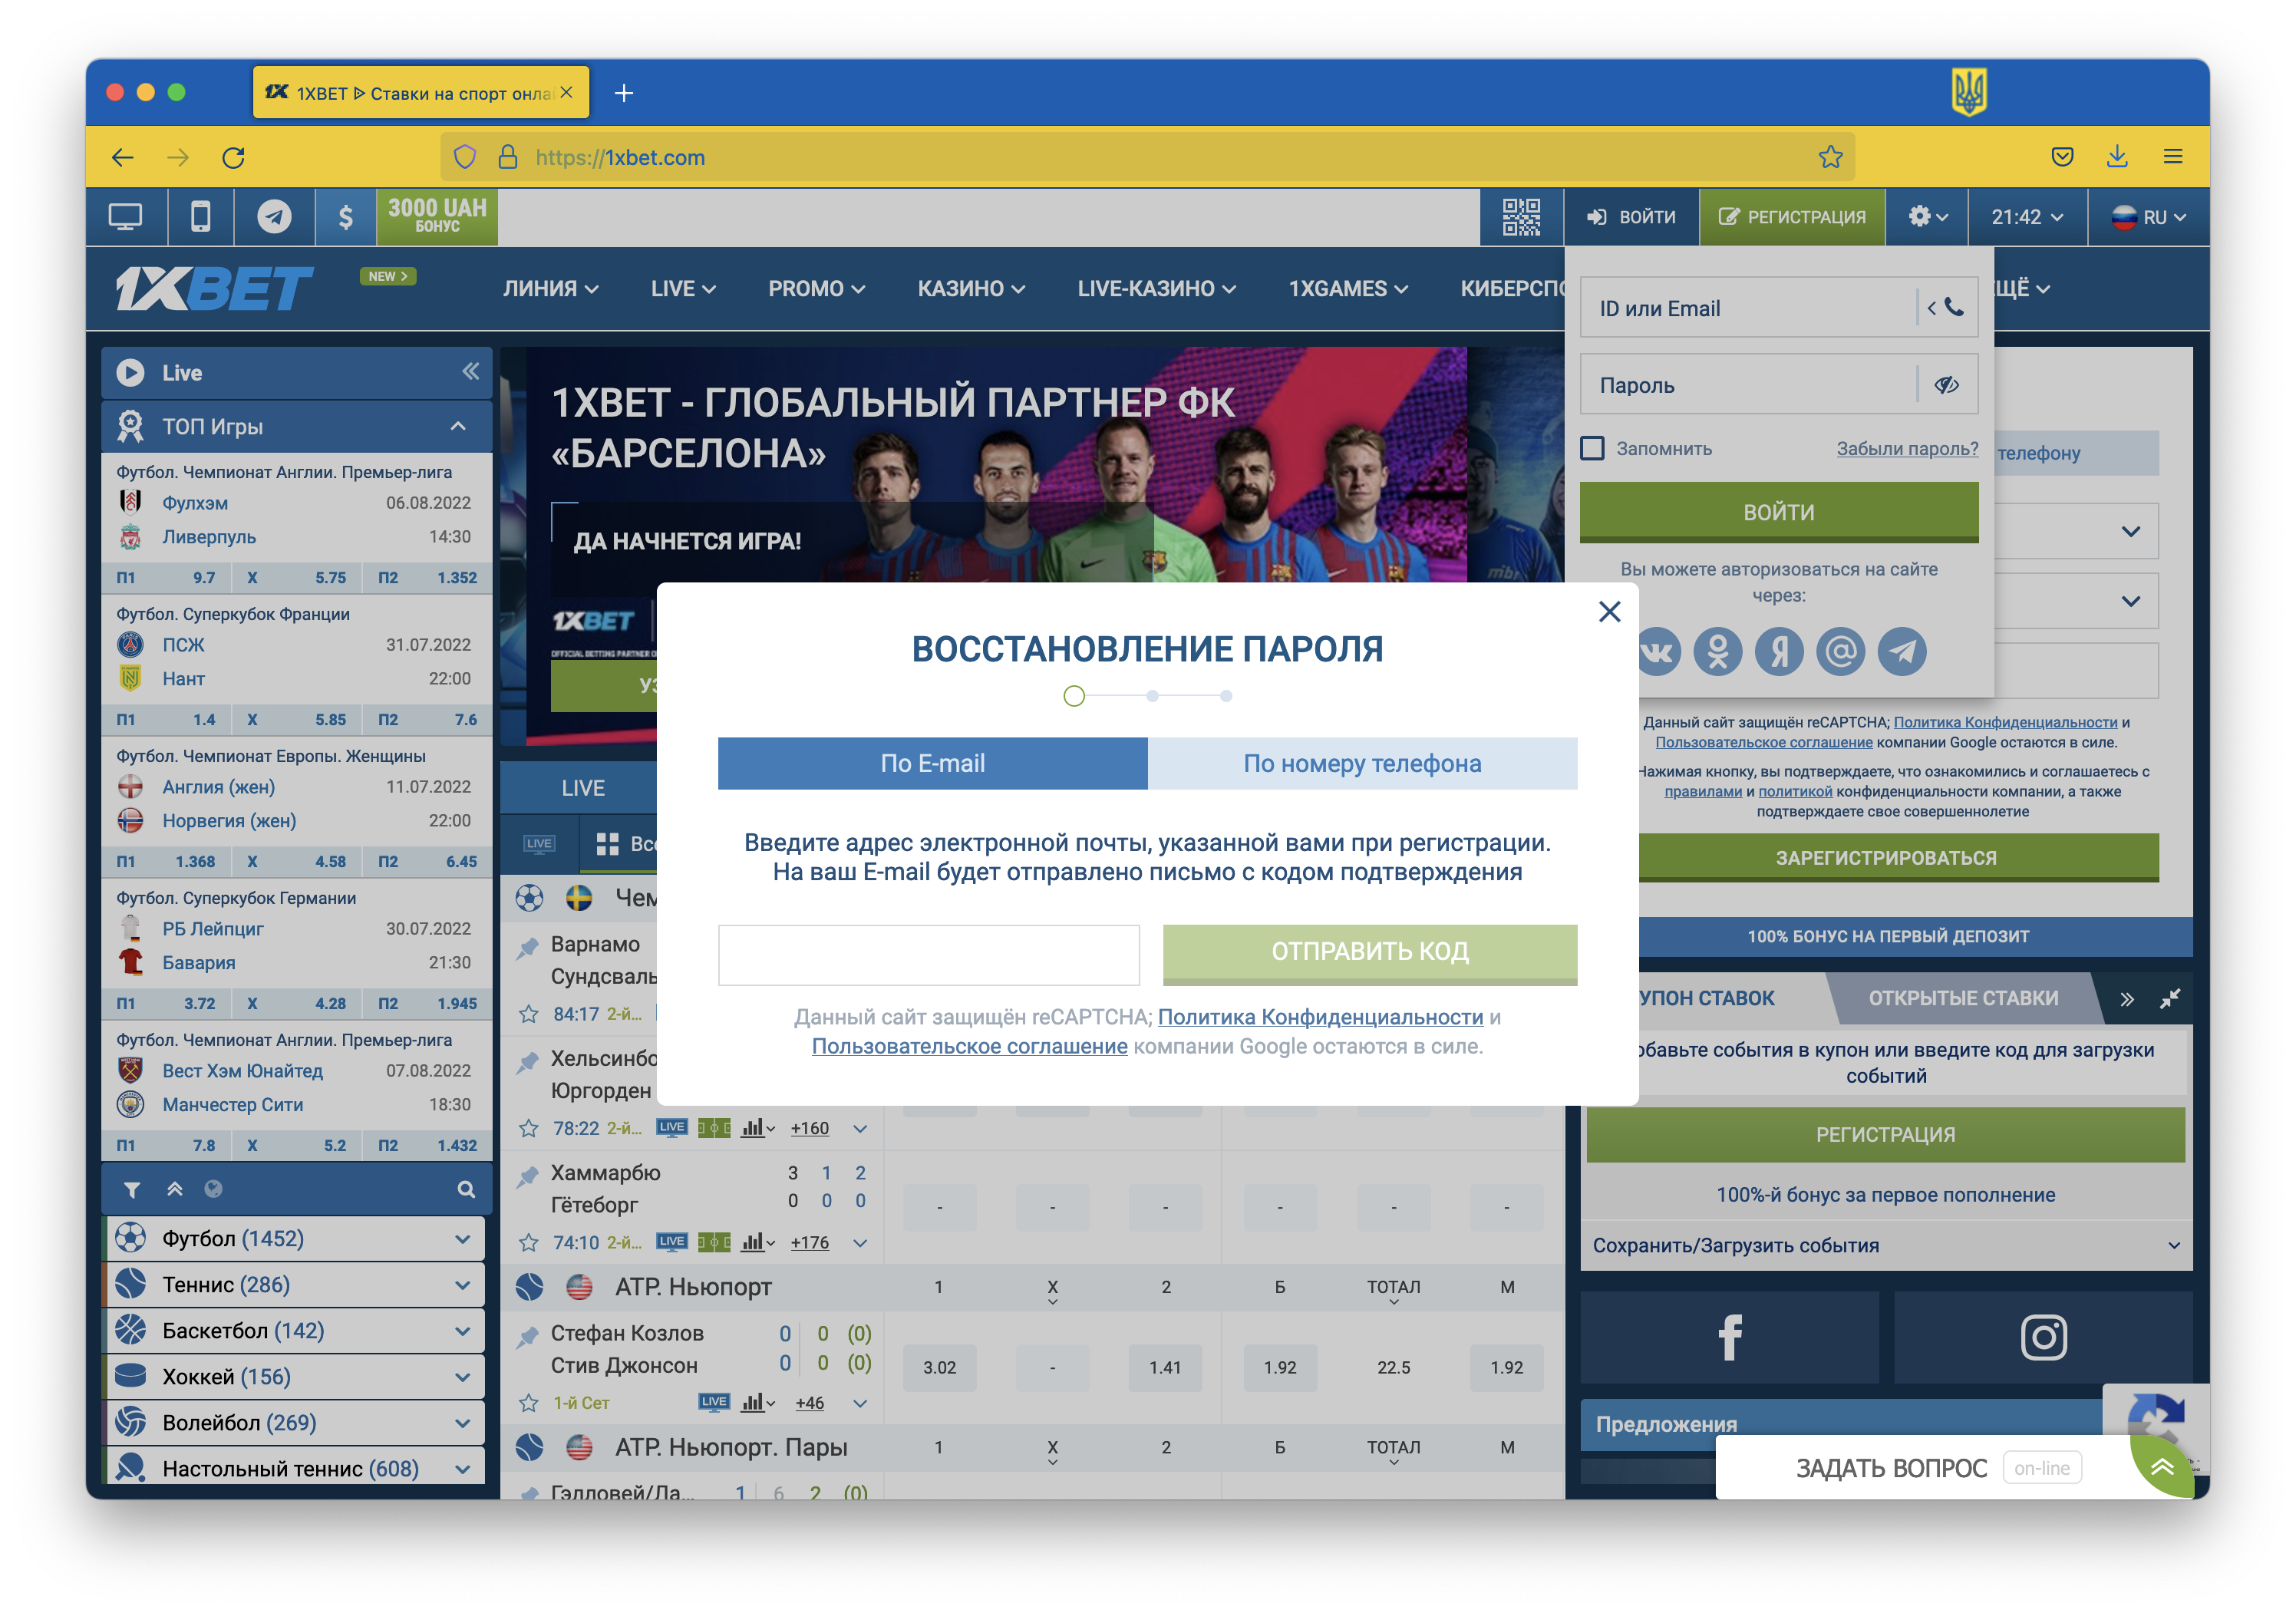 1XBET ᐉ Ставки на спорт онла
https://1xbet.com
3000 UAH
БОНУС
ВОЙТИ
РЕГИСТРАЦИЯ
21:42
RU
1XBET
NEW >
ЛИНИЯ
LIVE
PROMO
КАЗИНО
LIVE-КАЗИНО
1XGAMES
КИБЕРСПО
ЩЁ
ID или Email
Пароль
Запомнить
Забыли пароль?
ВОЙТИ
Вы можете авторизоваться на сайте
через:
телефону
Live
ТОП Игры
Футбол. Чемпионат Англии. Премьер-лига
Фулхэм 06.08.2022
Ливерпуль 14:30
П1 9.7 X 5.75 П2 1.352
Футбол. Суперкубок Франции
ПСЖ 31.07.2022
Нант 22:00
П1 1.4 X 5.85 П2 7.6
Футбол. Чемпионат Европы. Женщины
Англия (жен) 11.07.2022
Норвегия (жен) 22:00
П1 1.368 X 4.58 П2 6.45
Футбол. Суперкубок Германии
РБ Лейпциг 30.07.2022
Бавария 21:30
П1 3.72 X 4.28 П2 1.945
Футбол. Чемпионат Англии. Премьер-лига
Вест Хэм Юнайтед 07.08.2022
Манчестер Сити 18:30
П1 7.8 X 5.2 П2 1.432
Футбол (1452)
Теннис (286)
Баскетбол (142)
Хоккей (156)
Волейбол (269)
Настольный теннис (608)
1XBET - ГЛОБАЛЬНЫЙ ПАРТНЕР ФК
«БАРСЕЛОНА»
ДА НАЧНЕТСЯ ИГРА!
1XBET
OFFICIAL BETTING PARTNER O
mibr
УЗ
LIVE
LIVE
Все
Чем
Варнамо
Сундсваль
84:17 2-й...
Хельсинбо
Юргорден
78:22 2-й... LIVE +160
Хаммарбю 3 1 2
Гётеборг 0 0 0
- - - - - -
74:10 2-й... LIVE +176
ATP. Ньюпорт 1 X 2 Б ТОТАЛ М
Стефан Козлов 0 0 (0)
Стив Джонсон 0 0 (0)
3.02 - 1.41 1.92 22.5 1.92
1-й Сет LIVE +46
ATP. Ньюпорт. Пары 1 X 2 Б ТОТАЛ М
Гэлловей/Ла... 1 6 2 (0)
ВОССТАНОВЛЕНИЕ ПАРОЛЯ
По E-mail
По номеру телефона
Введите адрес электронной почты, указанной вами при регистрации.
На ваш E-mail будет отправлено письмо с кодом подтверждения
ОТПРАВИТЬ КОД
Данный сайт защищён reCAPTCHA; Политика Конфиденциальности и
Пользовательское соглашение компании Google остаются в силе.
Данный сайт защищён reCAPTCHA; Политика Конфиденциальности и
Пользовательское соглашение компании Google остаются в силе.
Нажимая кнопку, вы подтверждаете, что ознакомились и соглашаетесь с
правилами и политикой конфиденциальности компании, а также
подтверждаете свое совершеннолетие
ЗАРЕГИСТРИРОВАТЬСЯ
100% БОНУС НА ПЕРВЫЙ ДЕПОЗИТ
УПОН СТАВОК
ОТКРЫТЫЕ СТАВКИ
обавьте события в купон или введите код для загрузки
событий
РЕГИСТРАЦИЯ
100%-й бонус за первое пополнение
Сохранить/Загрузить события
Предложения
ЗАДАТЬ ВОПРОС
on-line